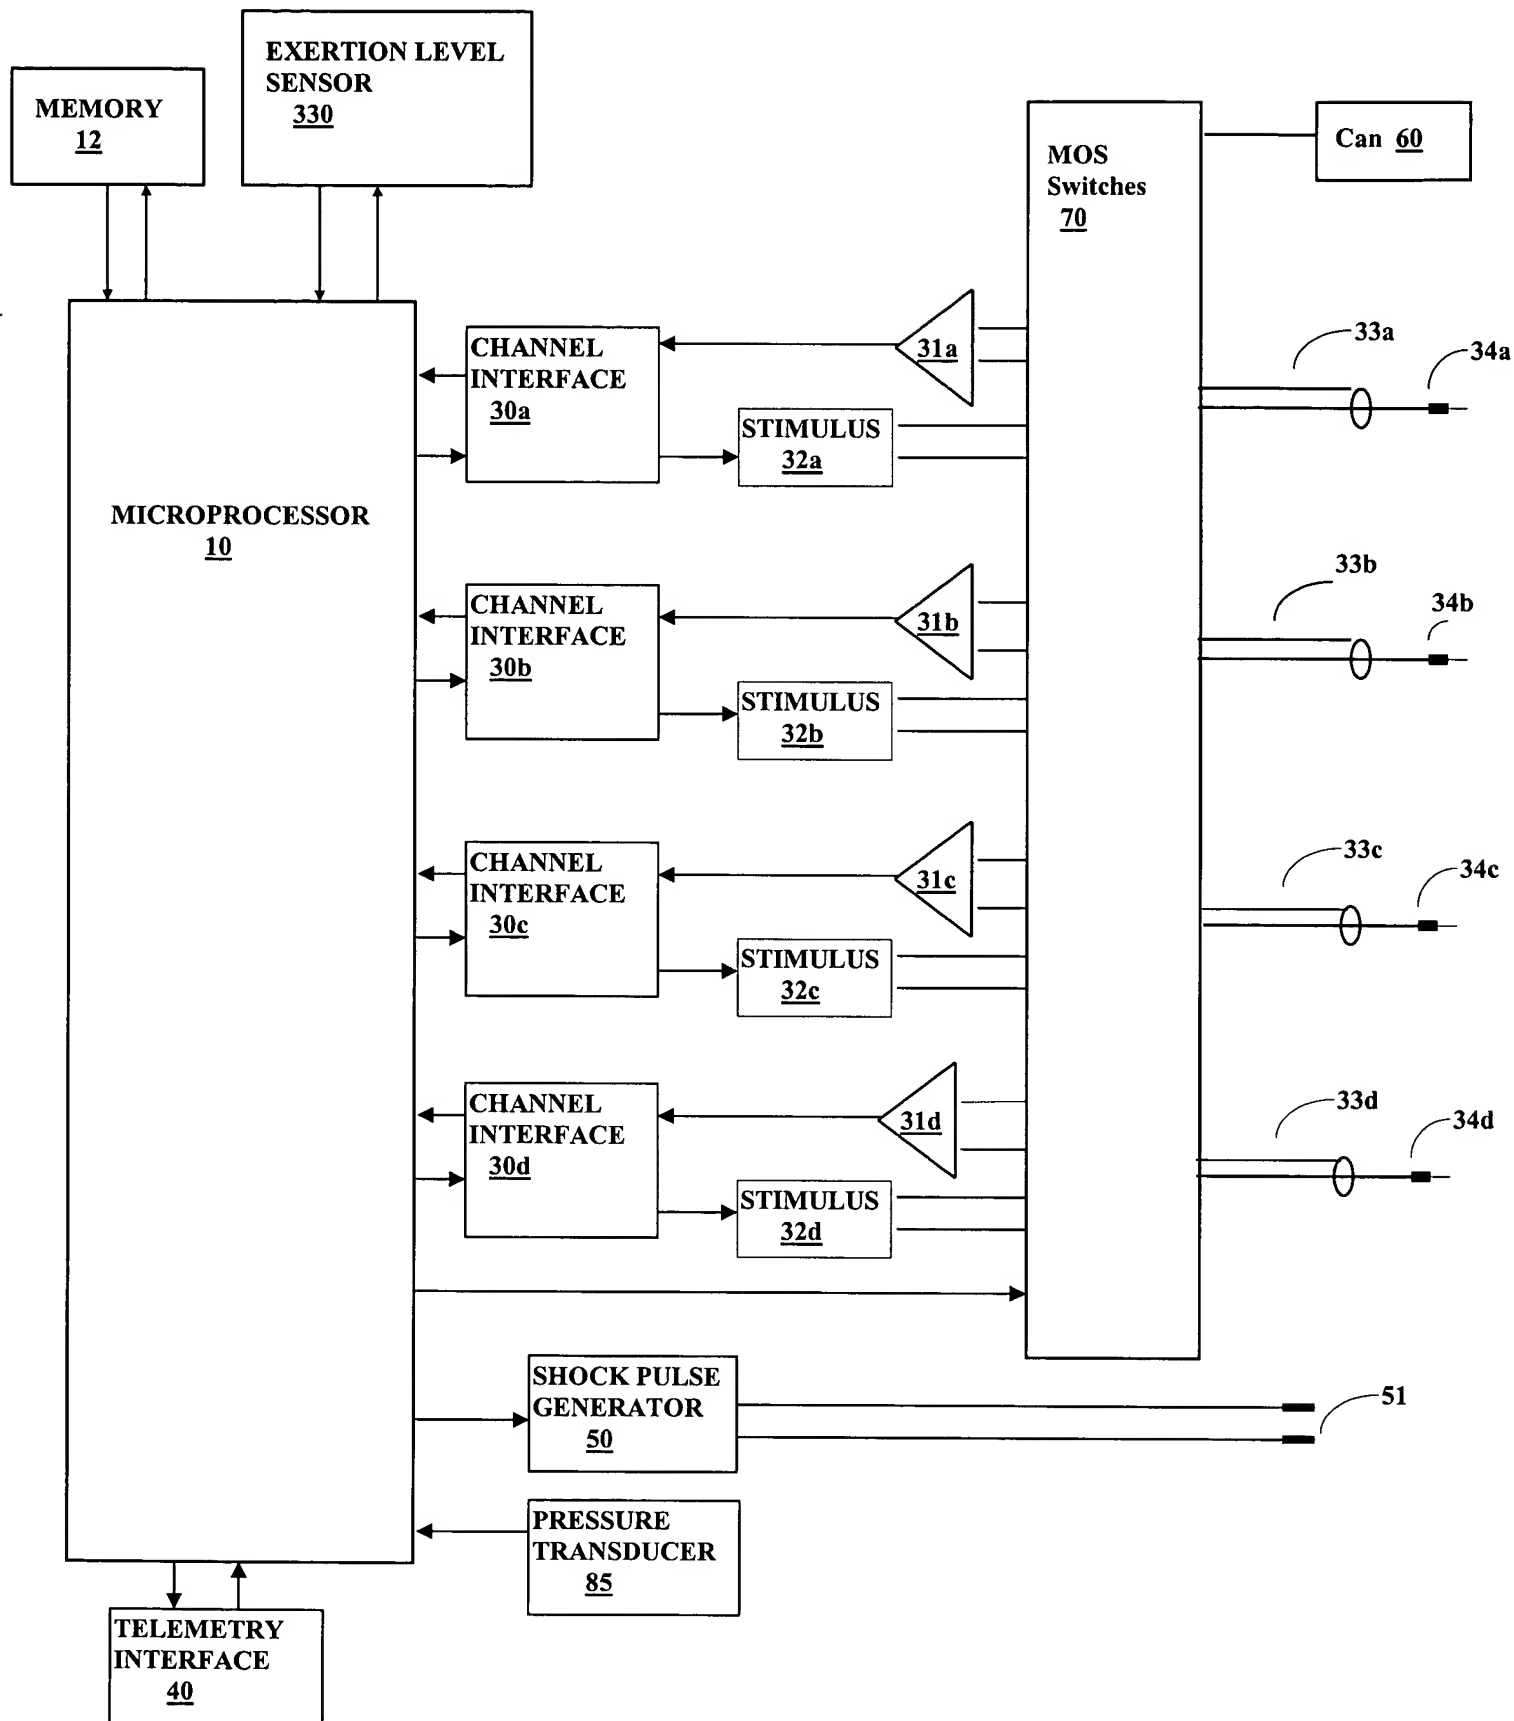 EXERTION LEVEL
SENSOR
330
MEMORY
12
Can 60
MOS
Switches
70
CHANNEL
INTERFACE
30a
31a
STIMULUS
32a
33a
34a
MICROPROCESSOR
10
CHANNEL
INTERFACE
30b
31b
STIMULUS
32b
33b
34b
CHANNEL
INTERFACE
30c
31c
STIMULUS
32c
33c
34c
CHANNEL
INTERFACE
30d
31d
STIMULUS
32d
33d
34d
SHOCK PULSE
GENERATOR
50
51
PRESSURE
TRANSDUCER
85
TELEMETRY
INTERFACE
40